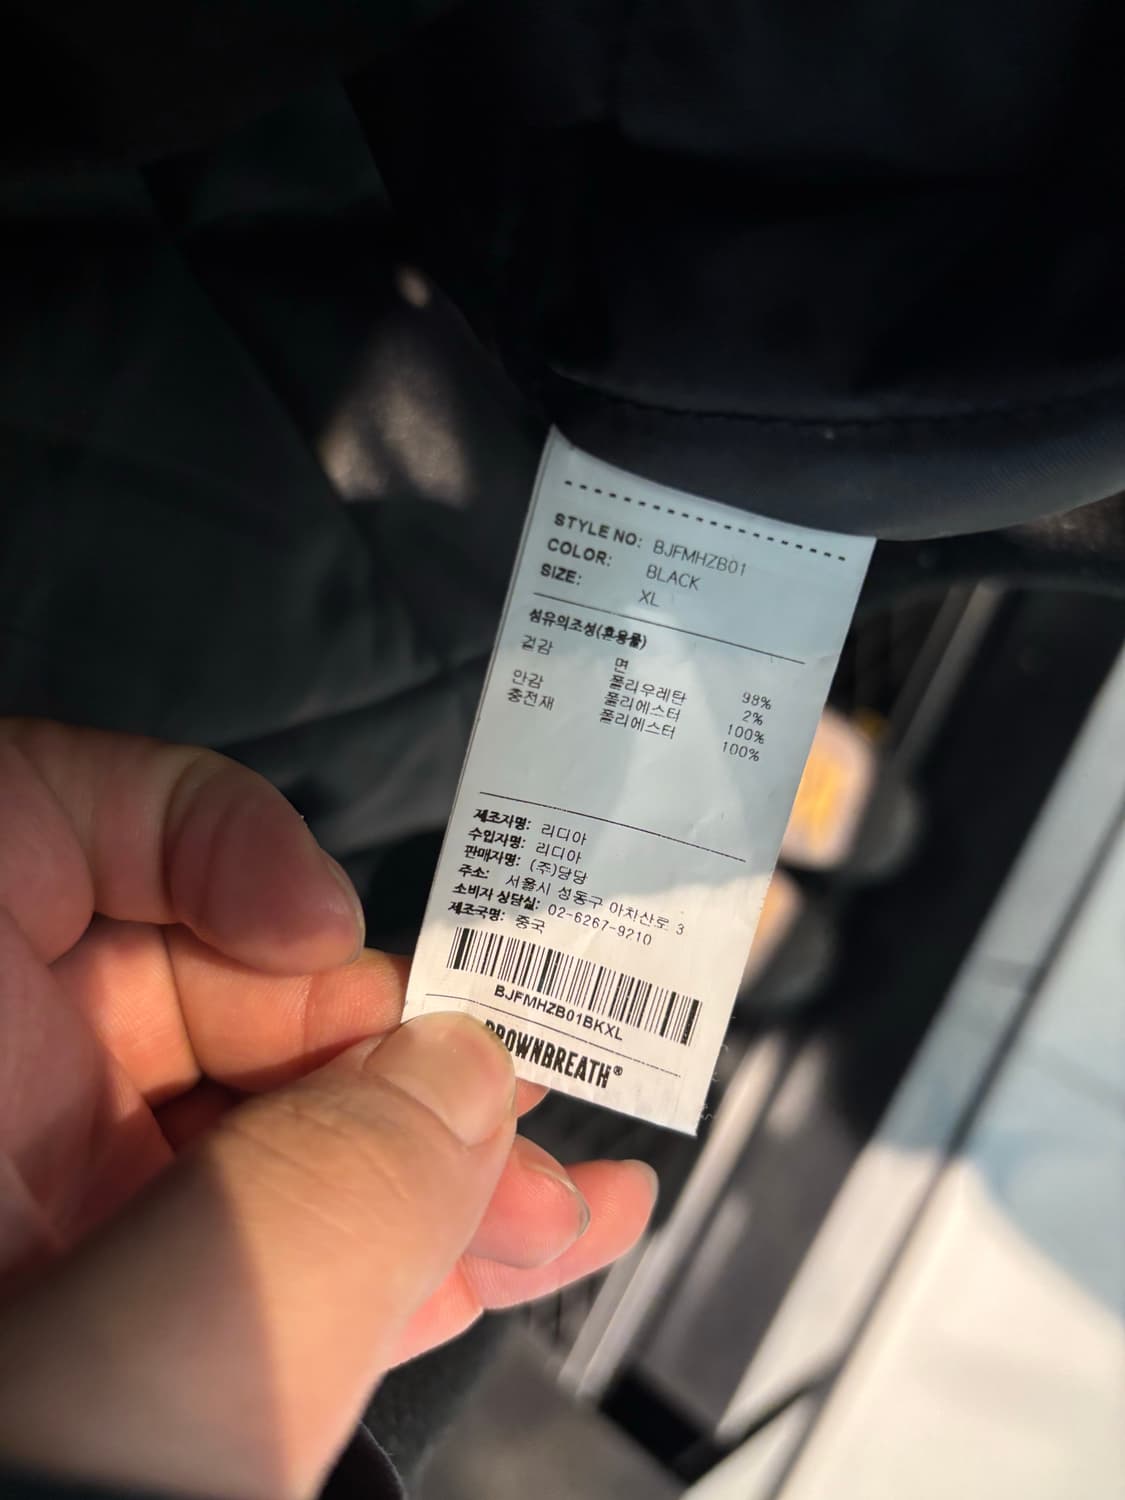 STYLE NO: BJFMHZB01
COLOR: BLACK
SIZE: XL
섬유의조성(혼용률)
겉감 면 98%
폴리우레탄 2%
안감 폴리에스터 100%
충전재 폴리에스터 100%
제조자명: 리디아
수입자명: 리디아
판매자명: (주)당당
주소: 서울시 성동구 아차산로 3
소비자 상담실: 02-6267-9210
제조국명: 중국
BJFMHZB01BKXL
BROWNBREATH®